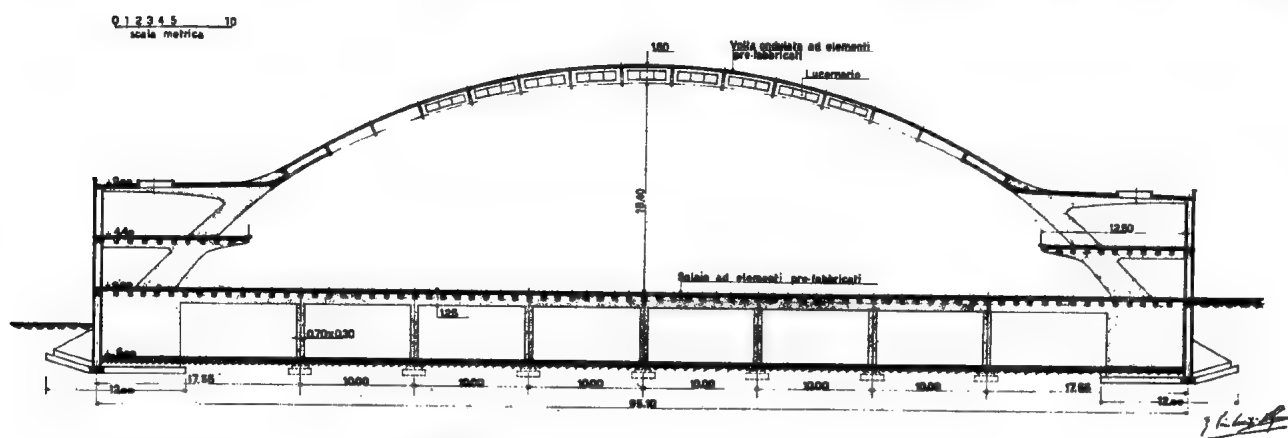 0 1 2 3 4 5 10
scala metrica
1.60
Volta ondulata ad elementi
pre-fabbricati
Lucernario
18.40
12.50
Solaio ad elementi pre-fabbricati
1.25
0.70x0.30
17.55
10.00
10.00
10.00
10.00
10.00
10.00
17.55
95.10